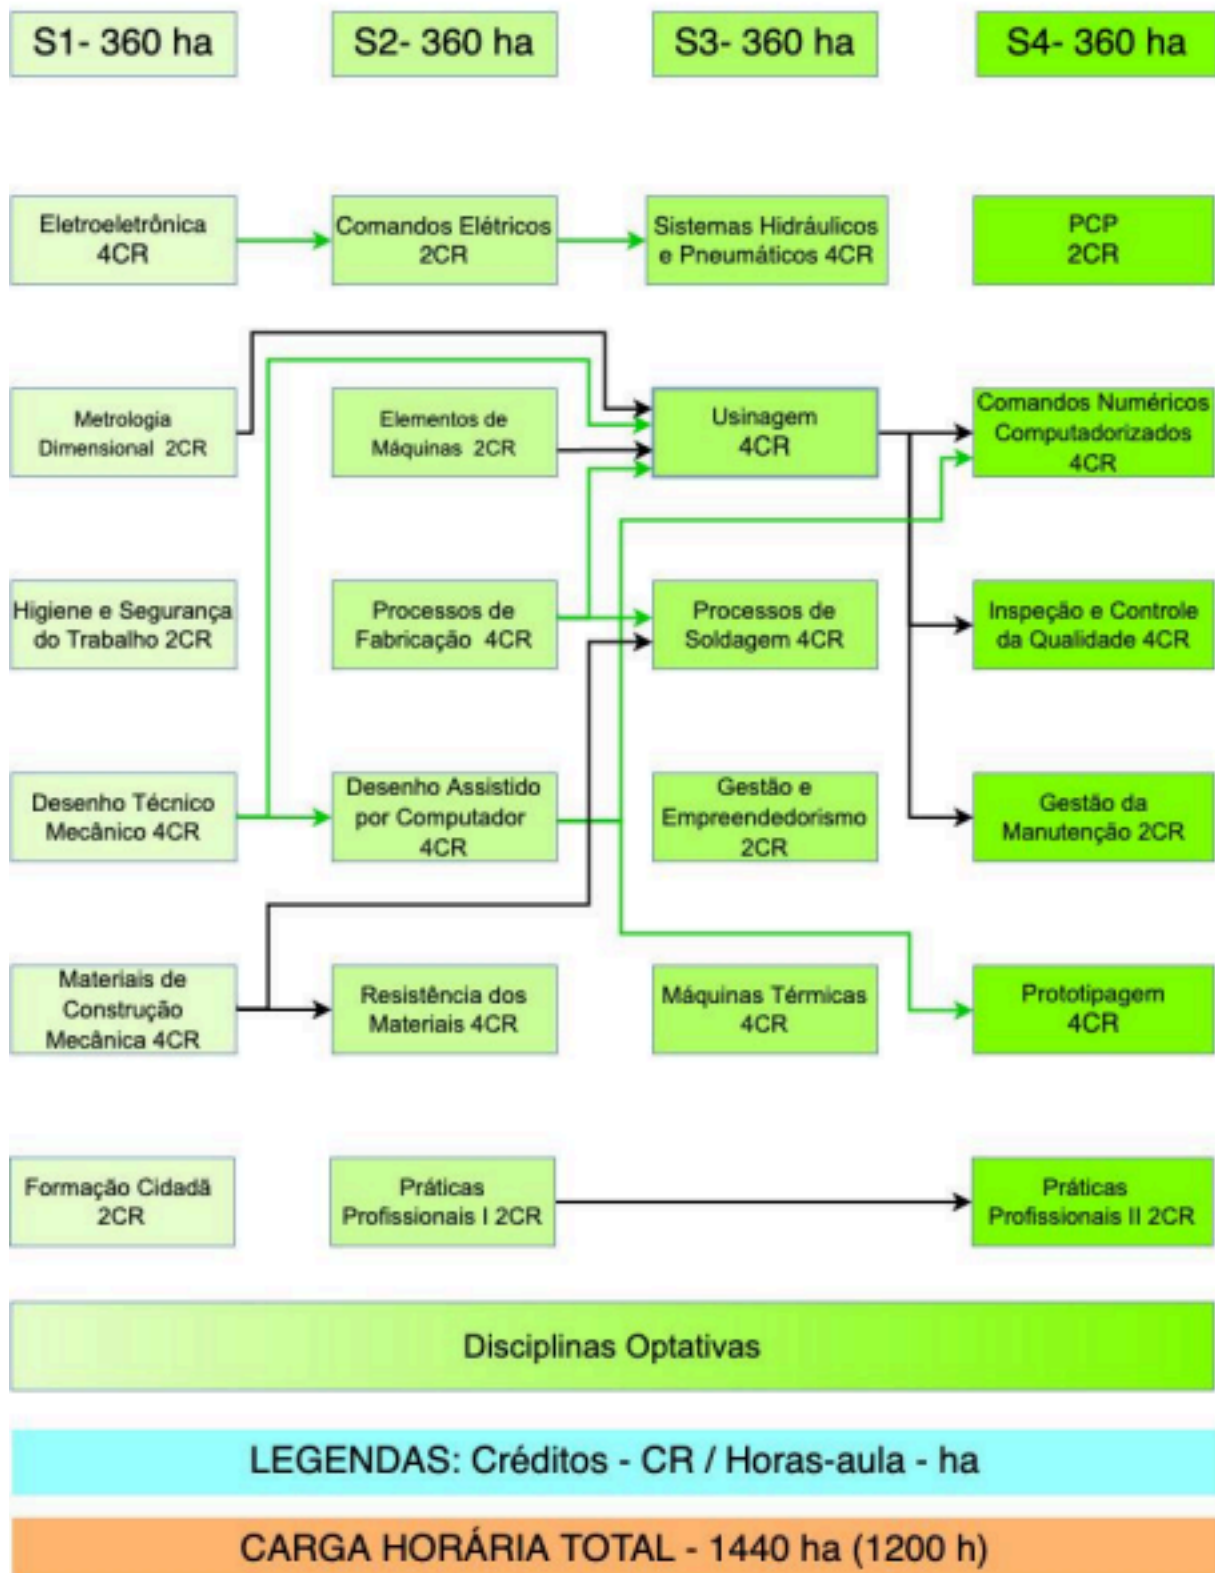 S1- 360 ha
S2- 360 ha
S3- 360 ha
S4- 360 ha
Eletroeletrônica
4CR
Comandos Elétricos
2CR
Sistemas Hidráulicos
e Pneumáticos 4CR
PCP
2CR
Metrologia
Dimensional 2CR
Elementos de
Máquinas 2CR
Usinagem
4CR
Comandos Numéricos
Computadorizados
4CR
Higiene e Segurança
do Trabalho 2CR
Processos de
Fabricação 4CR
Processos de
Soldagem 4CR
Inspeção e Controle
da Qualidade 4CR
Desenho Técnico
Mecânico 4CR
Desenho Assistido
por Computador
4CR
Gestão e
Empreendedorismo
2CR
Gestão da
Manutenção 2CR
Materiais de
Construção
Mecânica 4CR
Resistência dos
Materiais 4CR
Máquinas Térmicas
4CR
Prototipagem
4CR
Formação Cidadã
2CR
Práticas
Profissionais I 2CR
Práticas
Profissionais II 2CR
Disciplinas Optativas
LEGENDAS: Créditos - CR / Horas-aula - ha
CARGA HORÁRIA TOTAL - 1440 ha (1200 h)